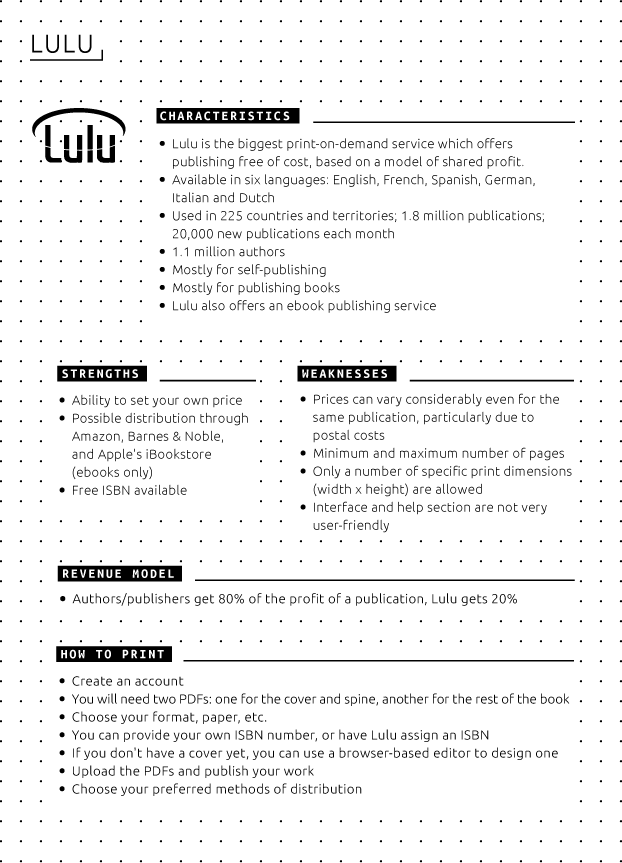 LULU
Lulu
CHARACTERISTICS
• Lulu is the biggest print-on-demand service which offers
publishing free of cost, based on a model of shared profit.
• Available in six languages: English, French, Spanish, German,
Italian and Dutch
• Used in 225 countries and territories; 1.8 million publications;
20,000 new publications each month
• 1.1 million authors
• Mostly for self-publishing
• Mostly for publishing books
• Lulu also offers an ebook publishing service
STRENGTHS
• Ability to set your own price
• Possible distribution through
Amazon, Barnes & Noble,
and Apple's iBookstore
(ebooks only)
• Free ISBN available
WEAKNESSES
• Prices can vary considerably even for the
same publication, particularly due to
postal costs
• Minimum and maximum number of pages
• Only a number of specific print dimensions
(width x height) are allowed
• Interface and help section are not very
user-friendly
REVENUE MODEL
• Authors/publishers get 80% of the profit of a publication, Lulu gets 20%
HOW TO PRINT
• Create an account
• You will need two PDFs: one for the cover and spine, another for the rest of the book
• Choose your format, paper, etc.
• You can provide your own ISBN number, or have Lulu assign an ISBN
• If you don't have a cover yet, you can use a browser-based editor to design one
• Upload the PDFs and publish your work
• Choose your preferred methods of distribution